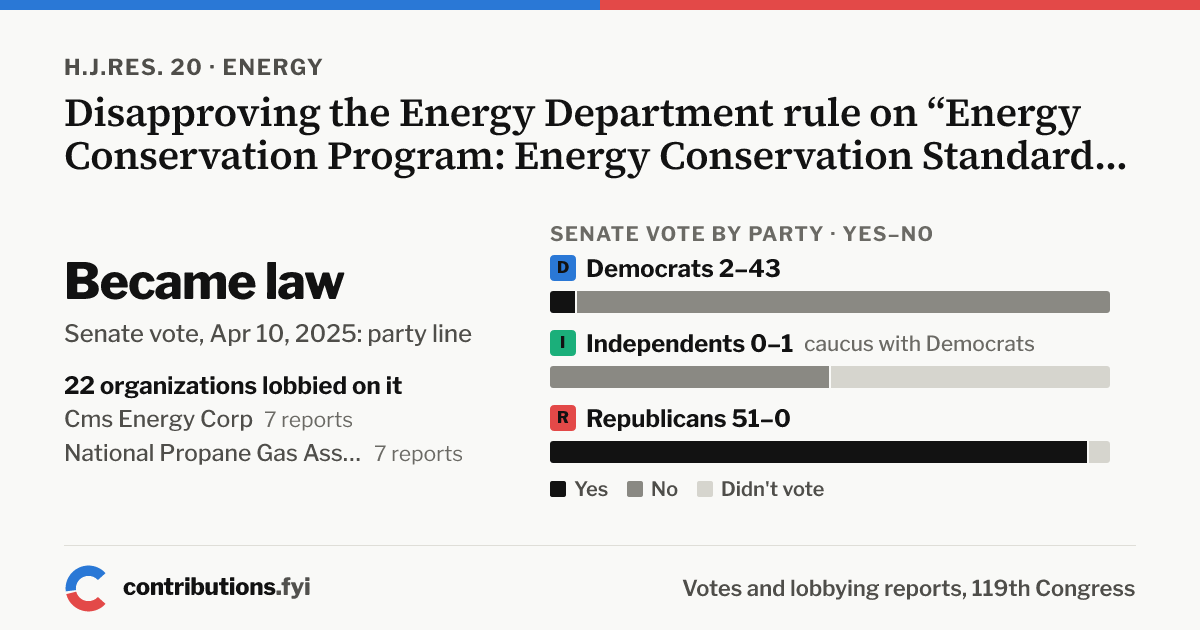 H.J.RES. 20 · ENERGY
Disapproving the Energy Department rule on “Energy
Conservation Program: Energy Conservation Standard...
Became law
Senate vote, Apr 10, 2025: party line
22 organizations lobbied on it
Cms Energy Corp 7 reports
National Propane Gas Ass... 7 reports
SENATE VOTE BY PARTY · YES–NO
D Democrats 2–43
I Independents 0–1 caucus with Democrats
R Republicans 51–0
Yes No Didn't vote
contributions.fyi
Votes and lobbying reports, 119th Congress